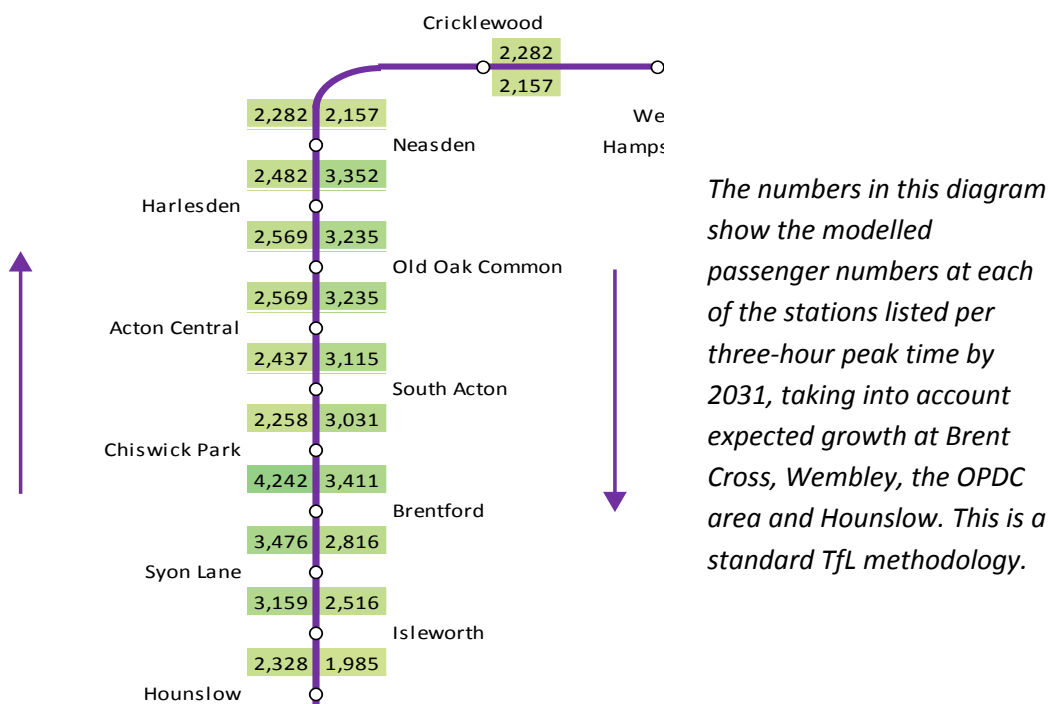 Cricklewood
2,282
2,157
We
Hamps
2,282 2,157
Neasden
2,482 3,352
Harlesden
2,569 3,235
Old Oak Common
2,569 3,235
Acton Central
2,437 3,115
South Acton
2,258 3,031
Chiswick Park
4,242 3,411
Brentford
3,476 2,816
Syon Lane
3,159 2,516
Isleworth
2,328 1,985
Hounslow
The numbers in this diagram
show the modelled
passenger numbers at each
of the stations listed per
three-hour peak time by
2031, taking into account
expected growth at Brent
Cross, Wembley, the OPDC
area and Hounslow. This is a
standard TfL methodology.